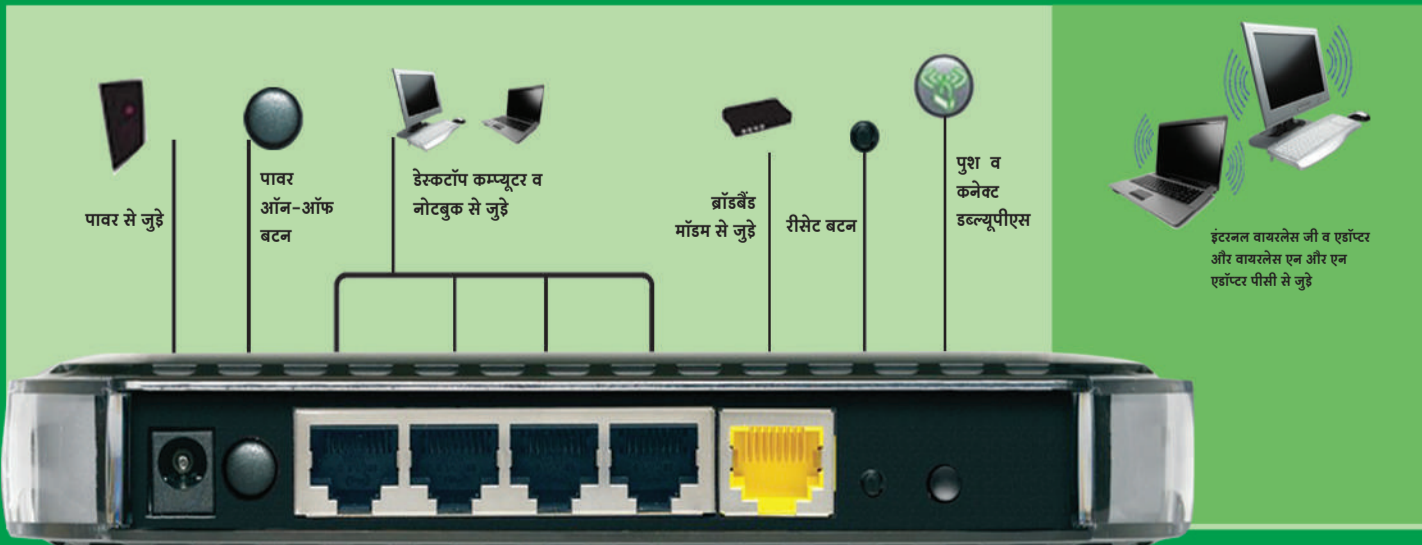 पावर से जुड़े
पावर
ऑन-ऑफ
बटन
डेस्कटॉप कम्प्यूटर व
नोटबुक से जुड़े
ब्रॉडबैंड
मॉडम से जुड़े
रीसेट बटन
पुश व
कनेक्ट
डब्ल्यूपीएस
इंटरनल वायरलेस जी व एडॉप्टर
और वायरलेस एन और एन
एडॉप्टर पीसी से जुड़े